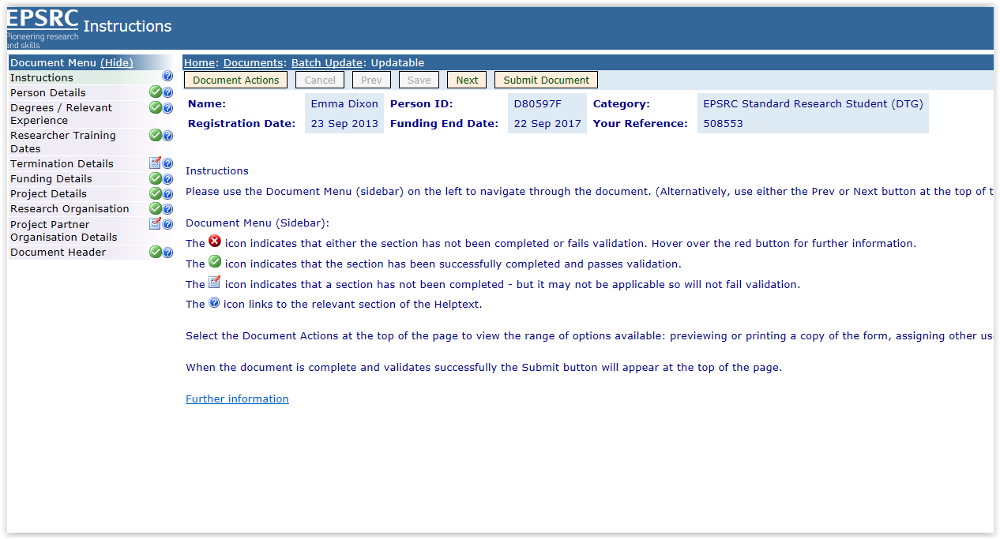 EPSRC
Pioneering research
and skills
Instructions
Document Menu (Hide)
Instructions
Person Details
Degrees / Relevant
Experience
Researcher Training
Dates
Termination Details
Funding Details
Project Details
Research Organisation
Project Partner
Organisation Details
Document Header
Home: Documents: Batch Update: Updatable
Document Actions Cancel Prev Save Next Submit Document
Name: Emma Dixon Person ID: D80597F Category: EPSRC Standard Research Student (DTG)
Registration Date: 23 Sep 2013 Funding End Date: 22 Sep 2017 Your Reference: 508553
Instructions
Please use the Document Menu (sidebar) on the left to navigate through the document. (Alternatively, use either the Prev or Next button at the top of t
Document Menu (Sidebar):
The icon indicates that either the section has not been completed or fails validation. Hover over the red button for further information.
The icon indicates that the section has been successfully completed and passes validation.
The icon indicates that a section has not been completed - but it may not be applicable so will not fail validation.
The icon links to the relevant section of the Helptext.
Select the Document Actions at the top of the page to view the range of options available: previewing or printing a copy of the form, assigning other us
When the document is complete and validates successfully the Submit button will appear at the top of the page.
Further information